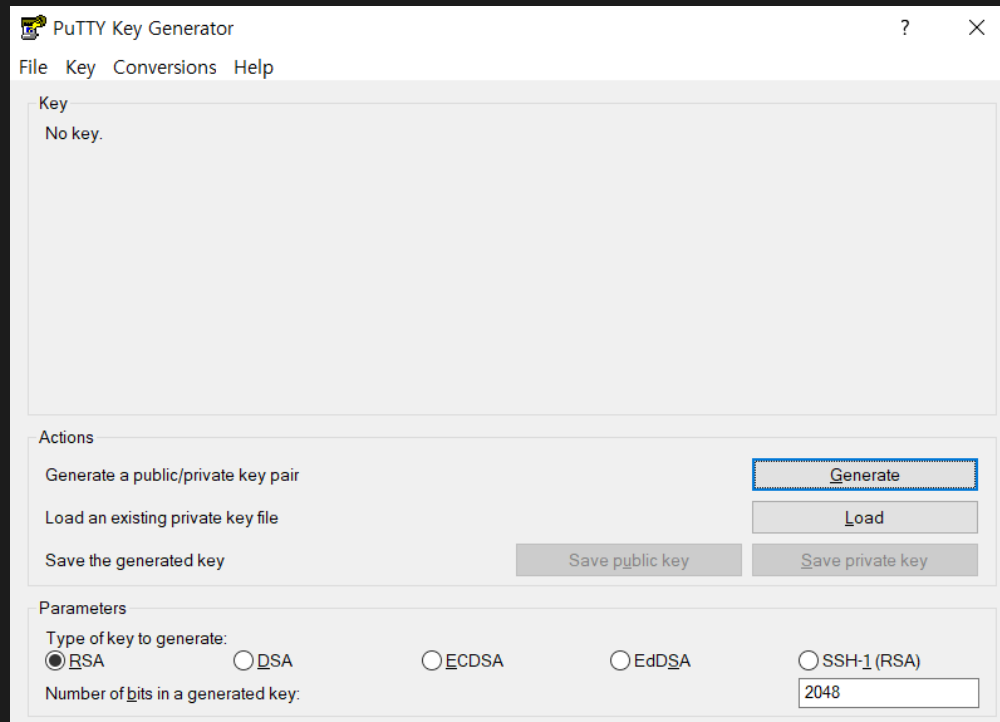 PuTTY Key Generator ?
File Key Conversions Help
Key
No key.
Actions
Generate a public/private key pair Generate
Load an existing private key file Load
Save the generated key Save public key Save private key
Parameters
Type of key to generate:
RSA DSA ECDSA EdDSA SSH-1 (RSA)
Number of bits in a generated key: 2048